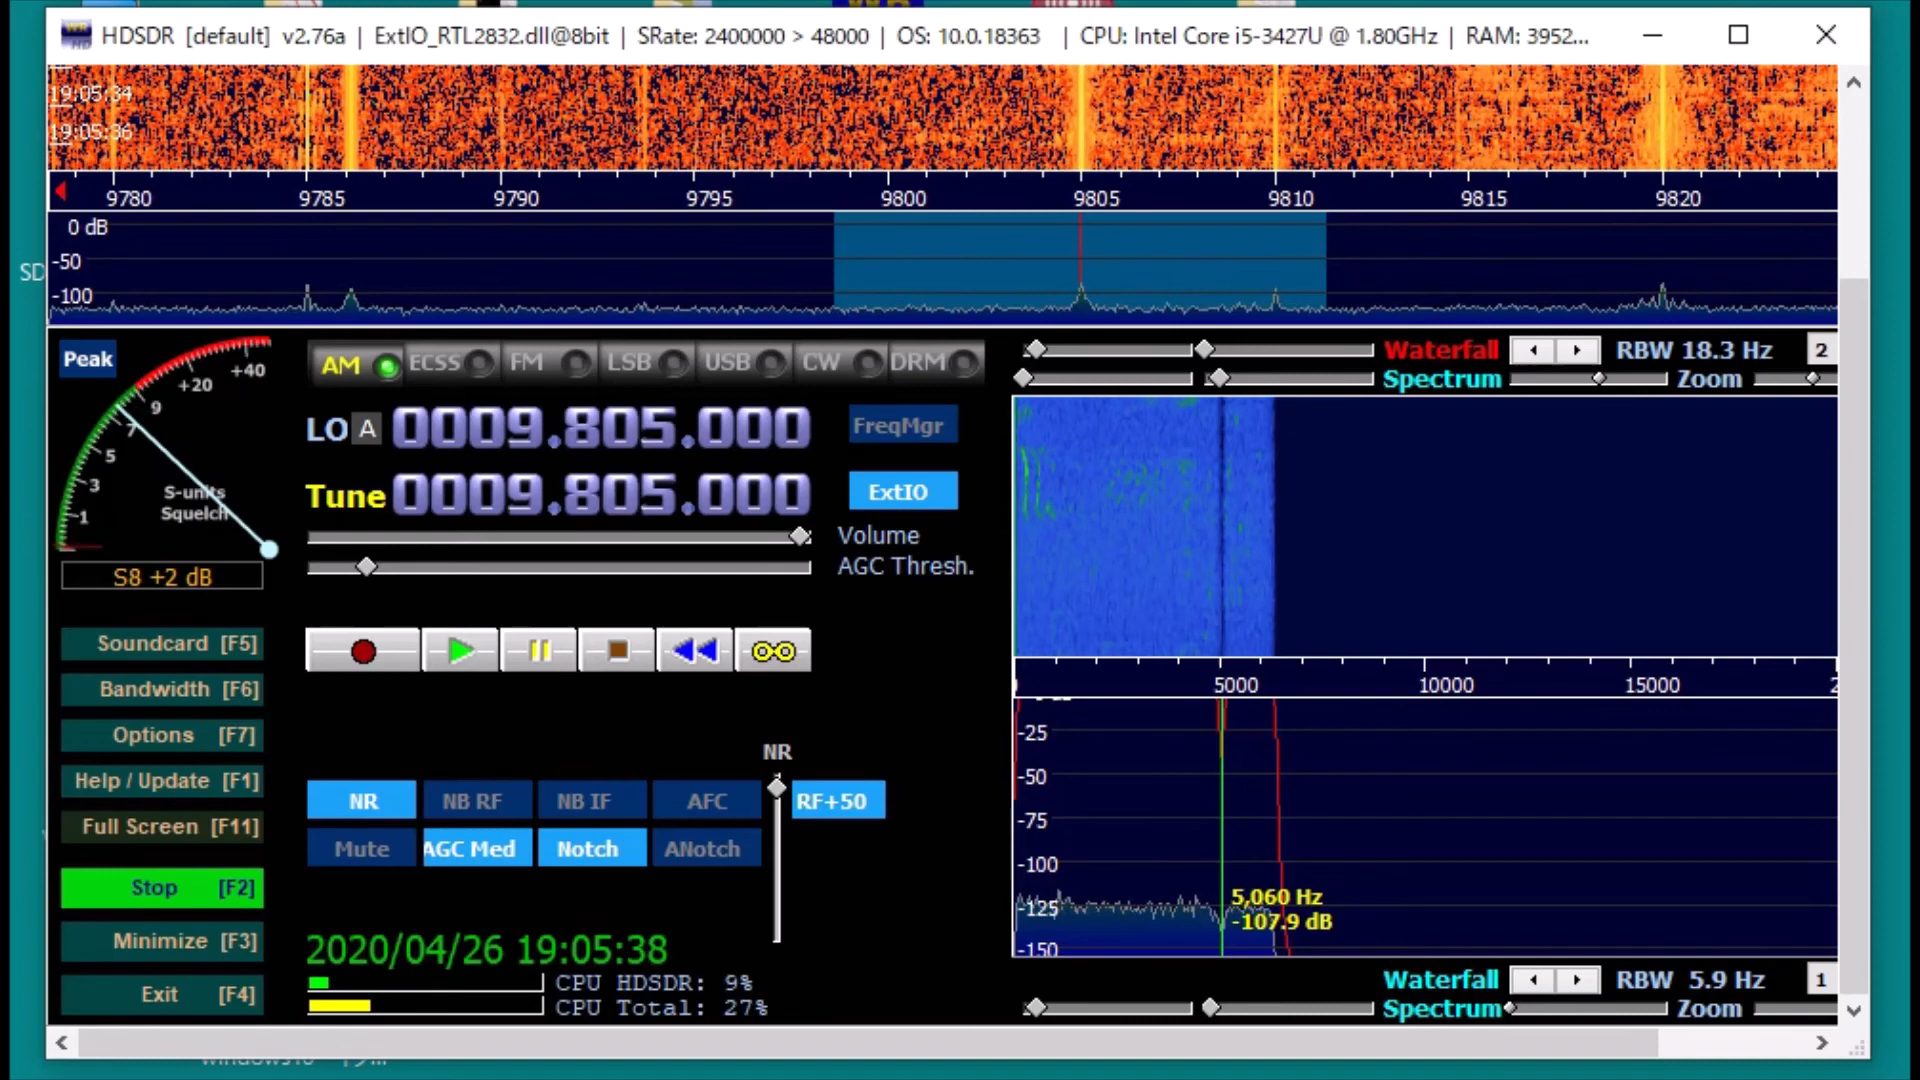 HDSDR [default] v2.76a | ExtIO_RTL2832.dll@8bit | SRate: 2400000 > 48000 | OS: 10.0.18363 | CPU: Intel Core i5-3427U @ 1.80GHz | RAM: 3952...
19:05:34
19:05:36
9780 9785 9790 9795 9800 9805 9810 9815 9820
0 dB
SD
-50
-100
Peak
+20 +40
9
7
5
3
1
S-units
Squelch
S8 +2 dB
AM ECSS FM LSB USB CW DRM
LO A 0009.805.000
FreqMgr
Tune 0009.805.000
ExtIO
Volume
AGC Thresh.
Waterfall RBW 18.3 Hz 2
Spectrum Zoom
Soundcard [F5]
Bandwidth [F6]
Options [F7]
Help / Update [F1]
Full Screen [F11]
Stop [F2]
Minimize [F3]
Exit [F4]
NR
NR NB RF NB IF AFC RF+50
Mute AGC Med Notch ANotch
2020/04/26 19:05:38
CPU HDSDR: 9%
CPU Total: 27%
5000 10000 15000 2
-25
-50
-75
-100
-125
-150
5,060 Hz
-107.9 dB
Waterfall RBW 5.9 Hz 1
Spectrum Zoom